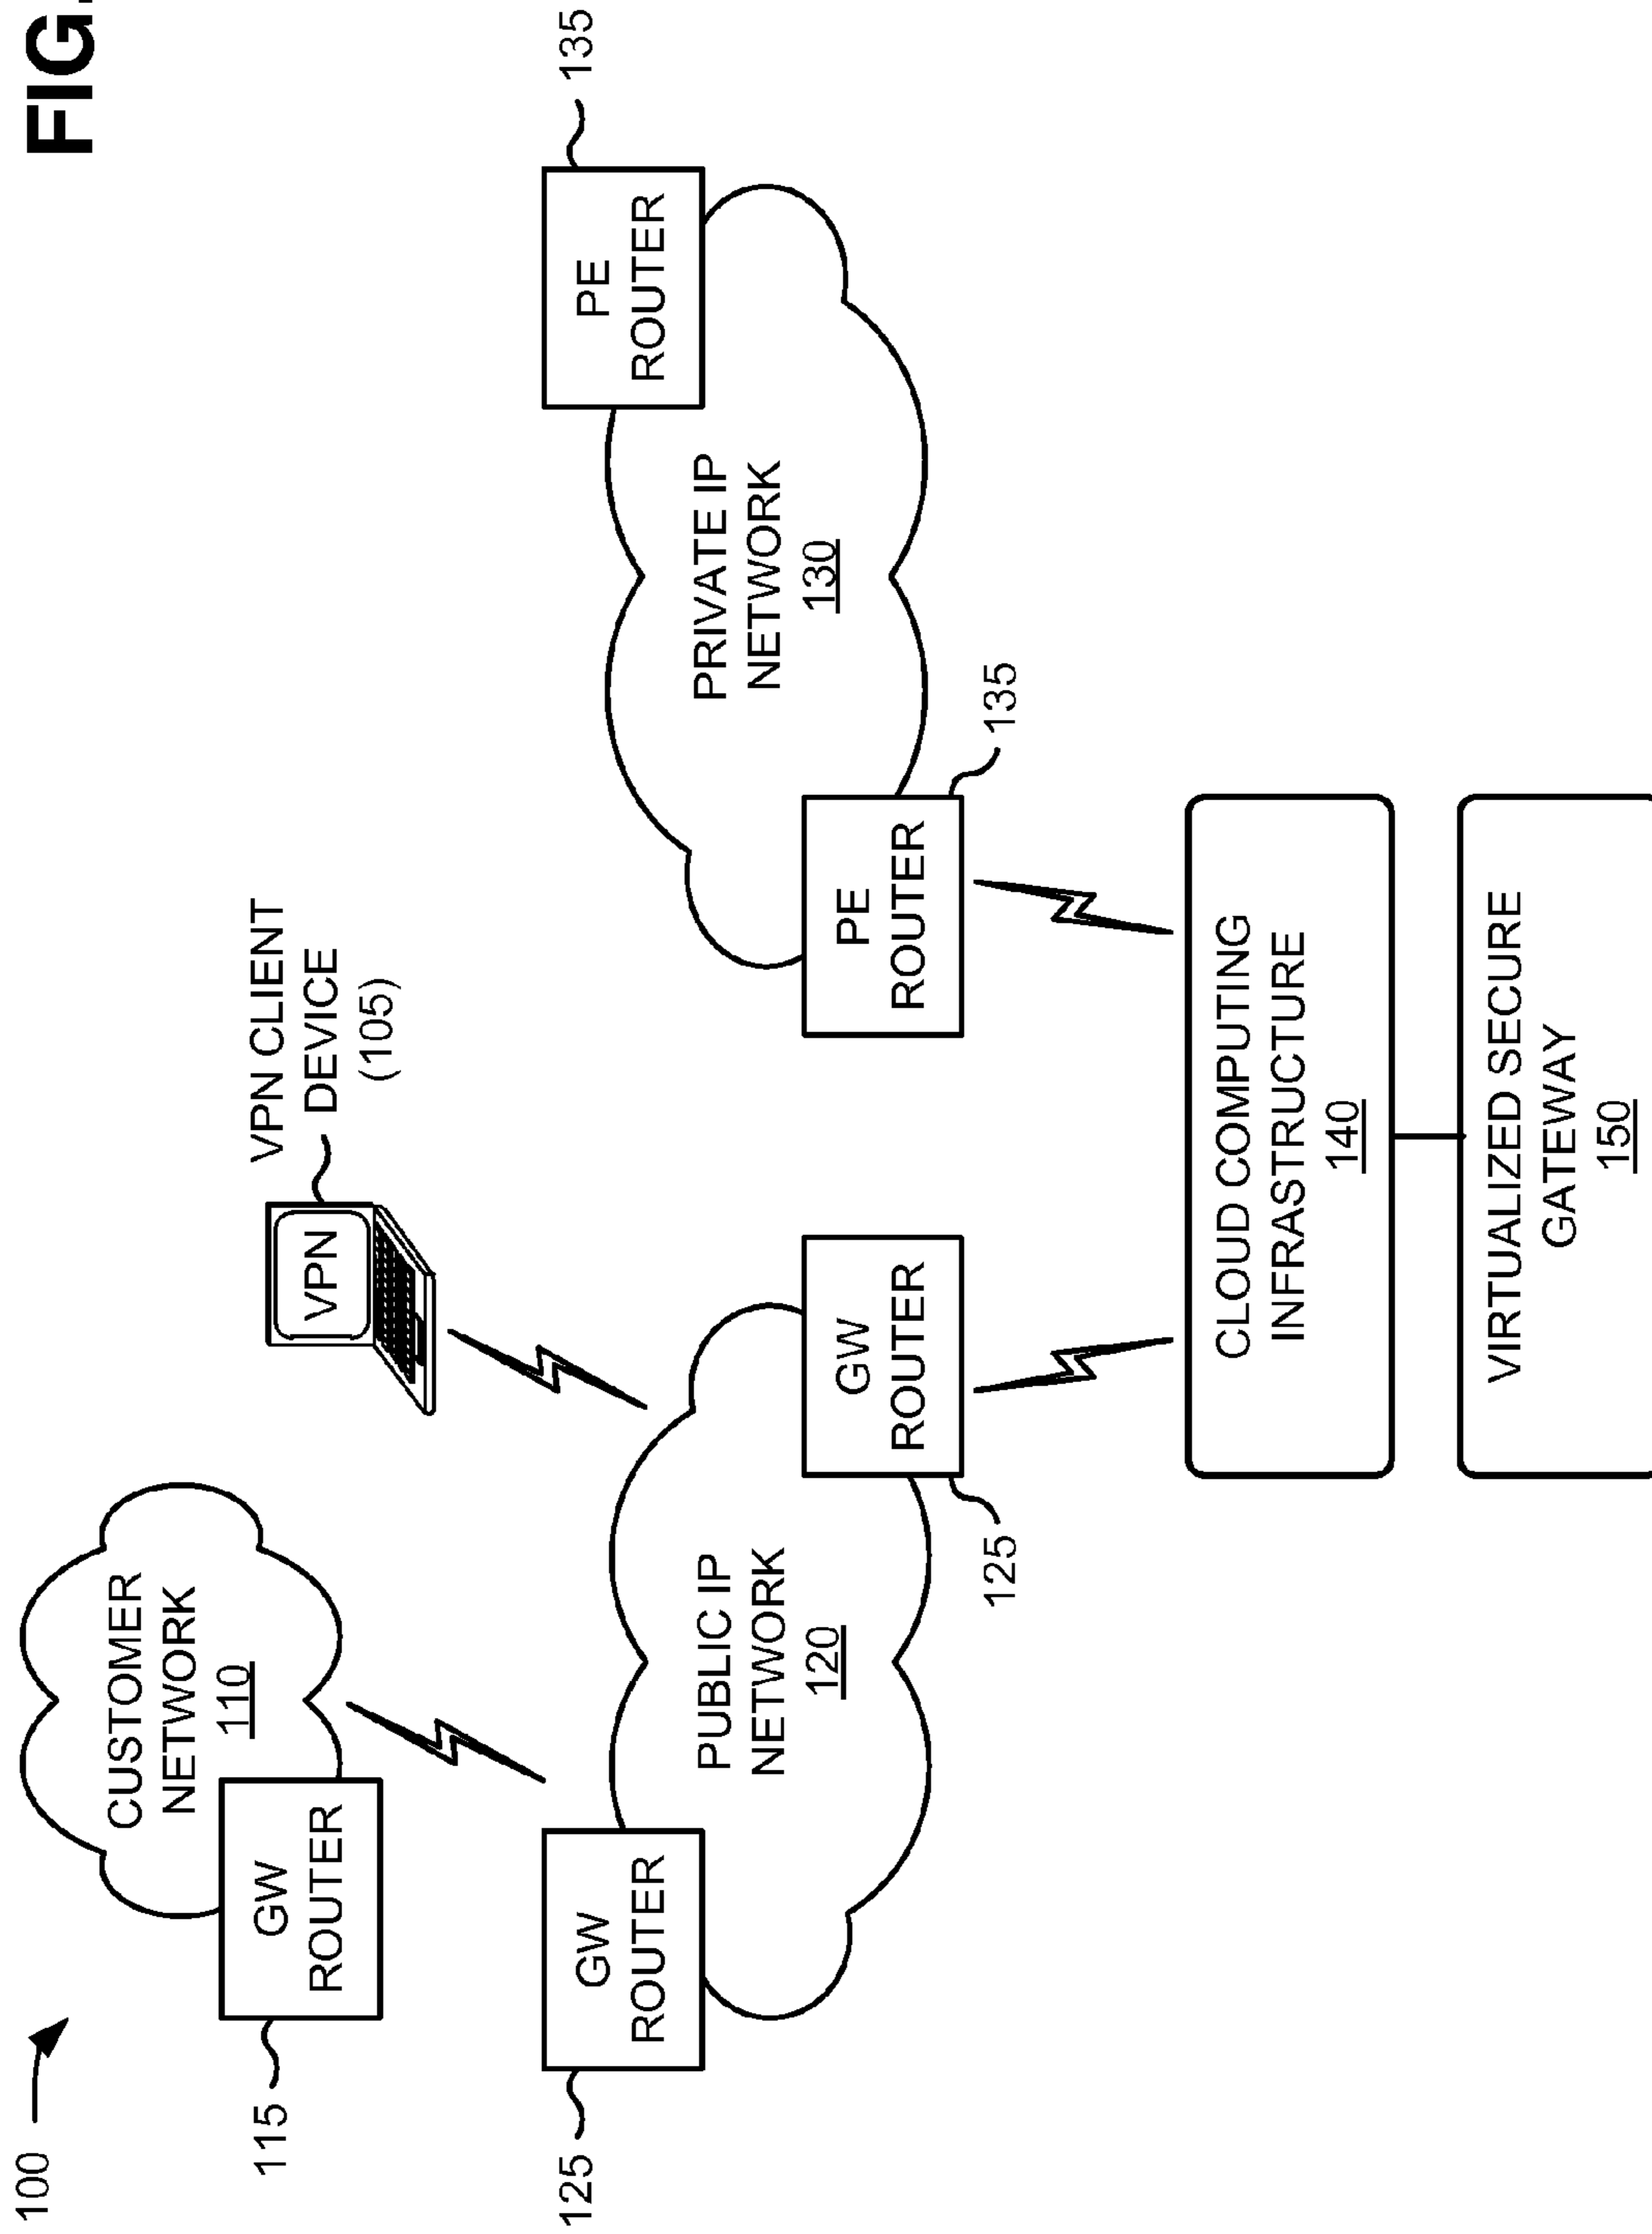 FIG.
100
CUSTOMER
NETWORK
110
GW
ROUTER
115
VPN
VPN CLIENT
DEVICE
(105)
GW
ROUTER
125
PUBLIC IP
NETWORK
120
GW
ROUTER
125
PE
ROUTER
135
PRIVATE IP
NETWORK
130
PE
ROUTER
135
CLOUD COMPUTING
INFRASTRUCTURE
140
VIRTUALIZED SECURE
GATEWAY
150